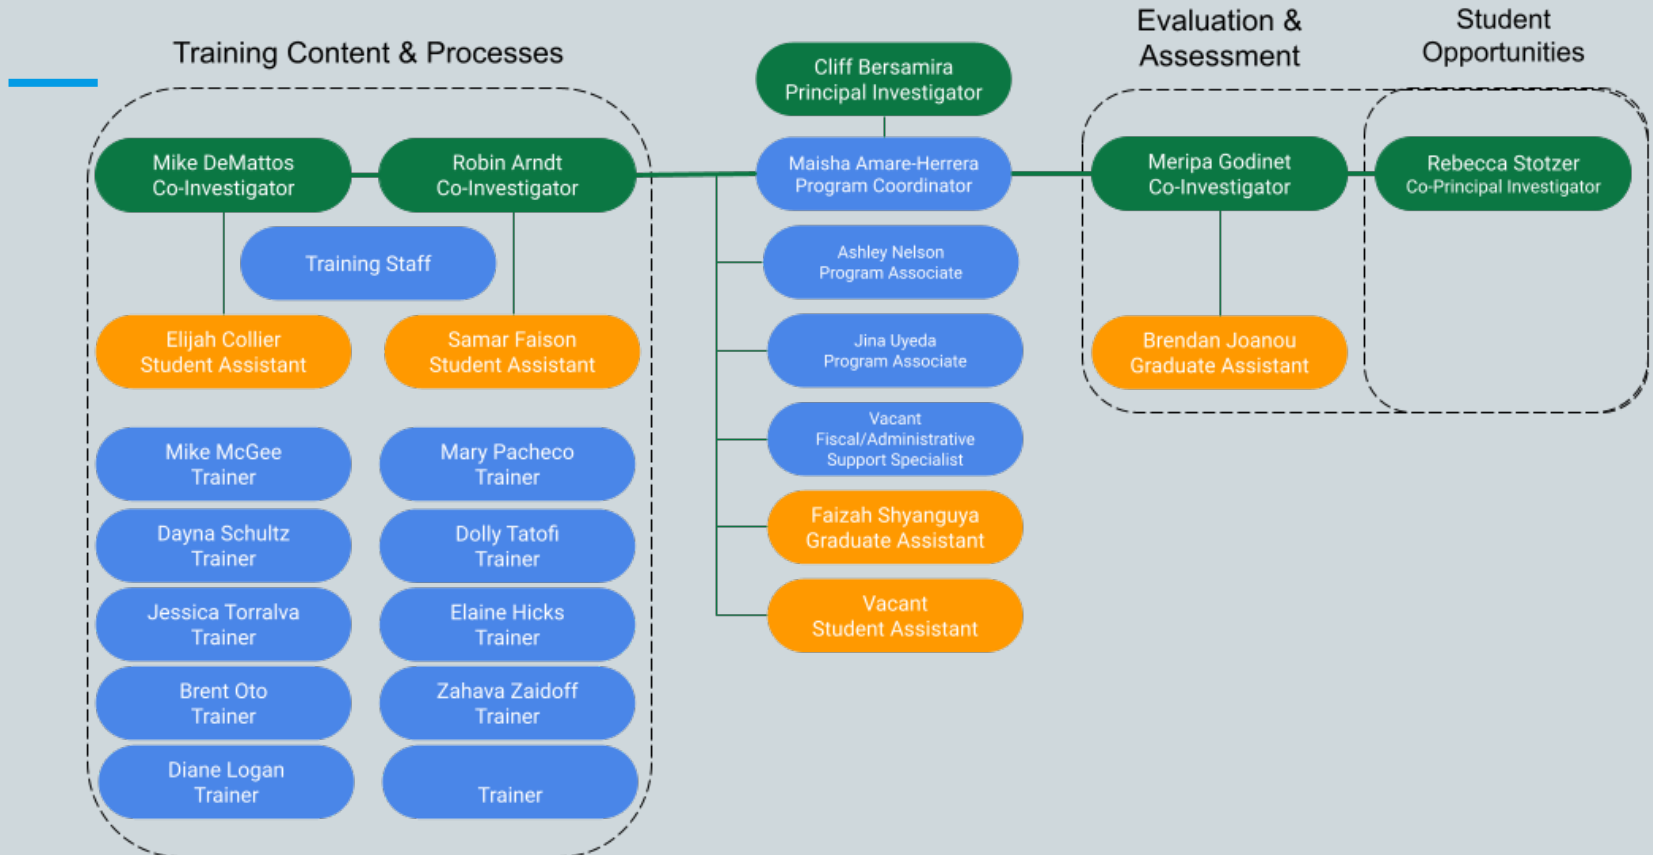 Training Content & Processes
Mike DeMattos
Co-Investigator
Robin Arndt
Co-Investigator
Training Staff
Elijah Collier
Student Assistant
Samar Faison
Student Assistant
Mike McGee
Trainer
Mary Pacheco
Trainer
Dayna Schultz
Trainer
Dolly Tatofi
Trainer
Jessica Torralva
Trainer
Elaine Hicks
Trainer
Brent Oto
Trainer
Zahava Zaidoff
Trainer
Diane Logan
Trainer
Trainer
Cliff Bersamira
Principal Investigator
Maisha Amare-Herrera
Program Coordinator
Ashley Nelson
Program Associate
Jina Uyeda
Program Associate
Vacant
Fiscal/Administrative
Support Specialist
Faizah Shyanguya
Graduate Assistant
Vacant
Student Assistant
Evaluation &
Assessment
Meripa Godinet
Co-Investigator
Brendan Joanou
Graduate Assistant
Student
Opportunities
Rebecca Stotzer
Co-Principal Investigator